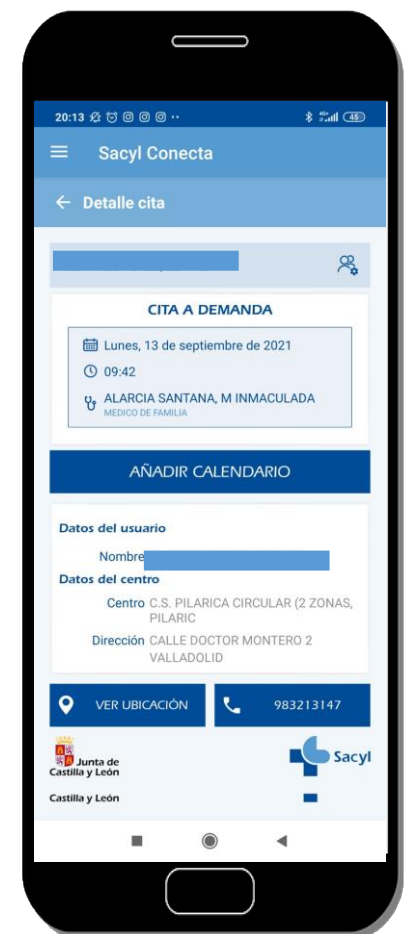 20:13
45
Sacyl Conecta
Detalle cita
CITA A DEMANDA
Lunes, 13 de septiembre de 2021
09:42
ALARCIA SANTANA, M INMACULADA
MEDICO DE FAMILIA
AÑADIR CALENDARIO
Datos del usuario
Nombre
Datos del centro
Centro C.S. PILARICA CIRCULAR (2 ZONAS,
PILARIC
Dirección CALLE DOCTOR MONTERO 2
VALLADOLID
VER UBICACIÓN
983213147
Junta de
Castilla y León
Sacyl
Castilla y León